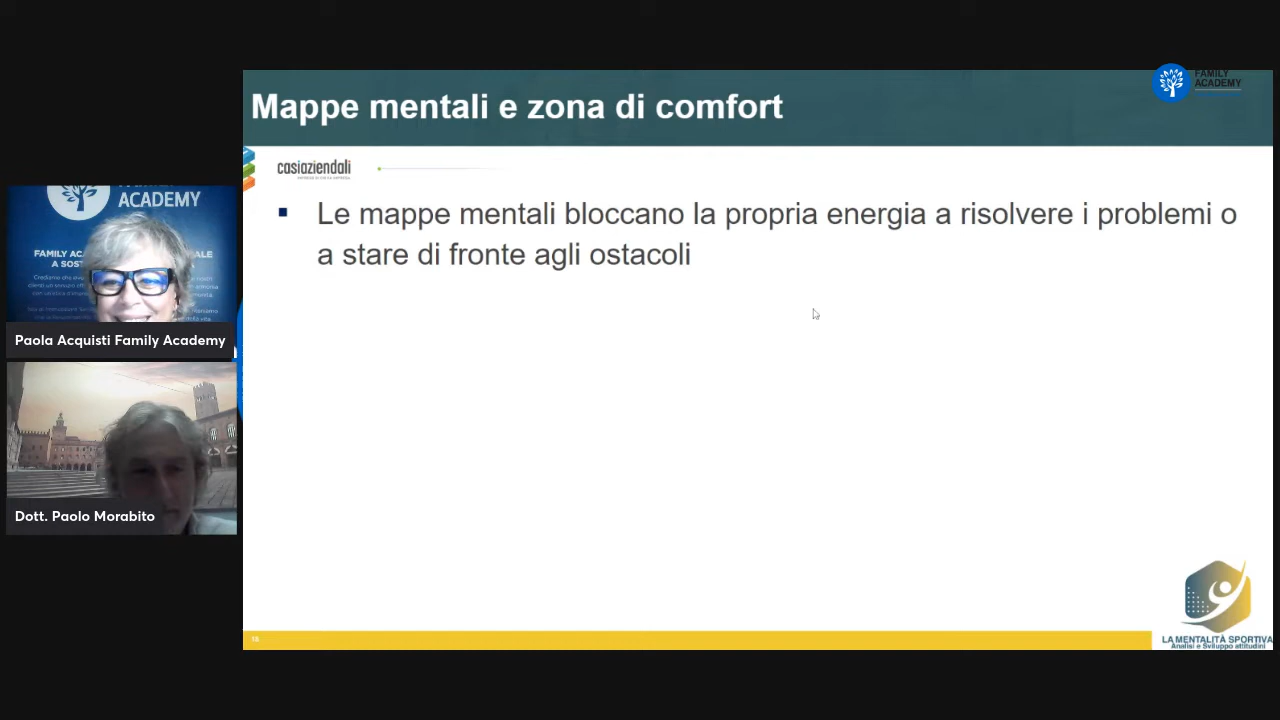 FAMILY
ACADEMY
Mappe mentali e zona di comfort
casiaziendali
▪ Le mappe mentali bloccano la propria energia a risolvere i problemi o
a stare di fronte agli ostacoli
ACADEMY
Paola Acquisti Family Academy
Dott. Paolo Morabito
LA MENTALITÀ SPORTIVA
Analisi e Sviluppo attitudini